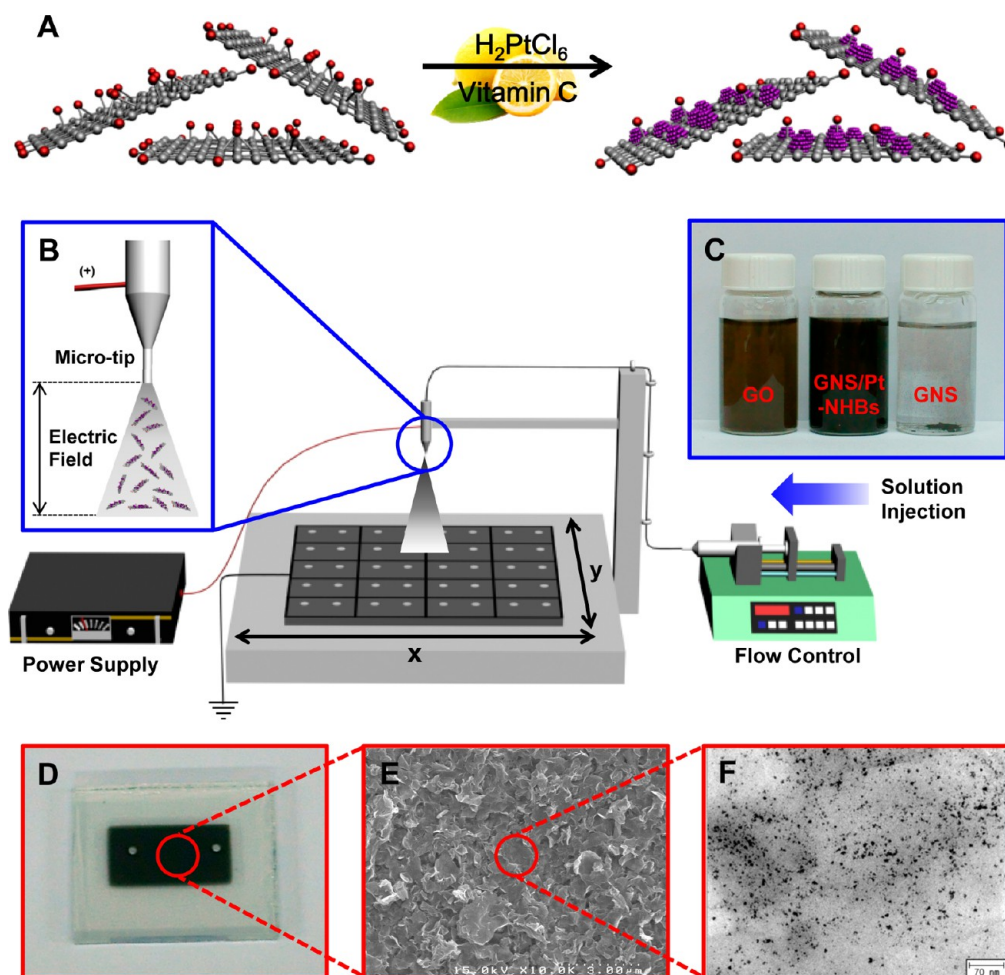 A
H₂PtCl₆
Vitamin C
B
(+)
Micro-tip
Electric
Field
C
GO
GNS/Pt
-NHBs
GNS
Solution
Injection
y
x
Power Supply
Flow Control
D
E
15.0kV X10.0K 3.00μm
F
70 nm